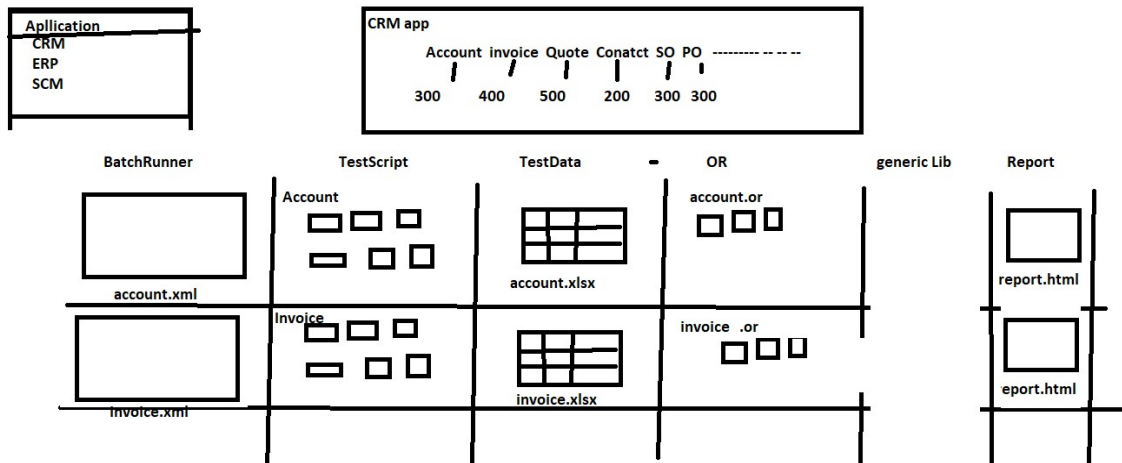 Apllication
CRM
ERP
SCM
CRM app
Account invoice Quote Conatct SO PO --------- -- -- --
300 400 500 200 300 300
BatchRunner TestScript TestData - OR generic Lib Report
Account
account.or
account.xml
account.xlsx
report.html
Invoice
invoice .or
invoice.xml
invoice.xlsx
report.html